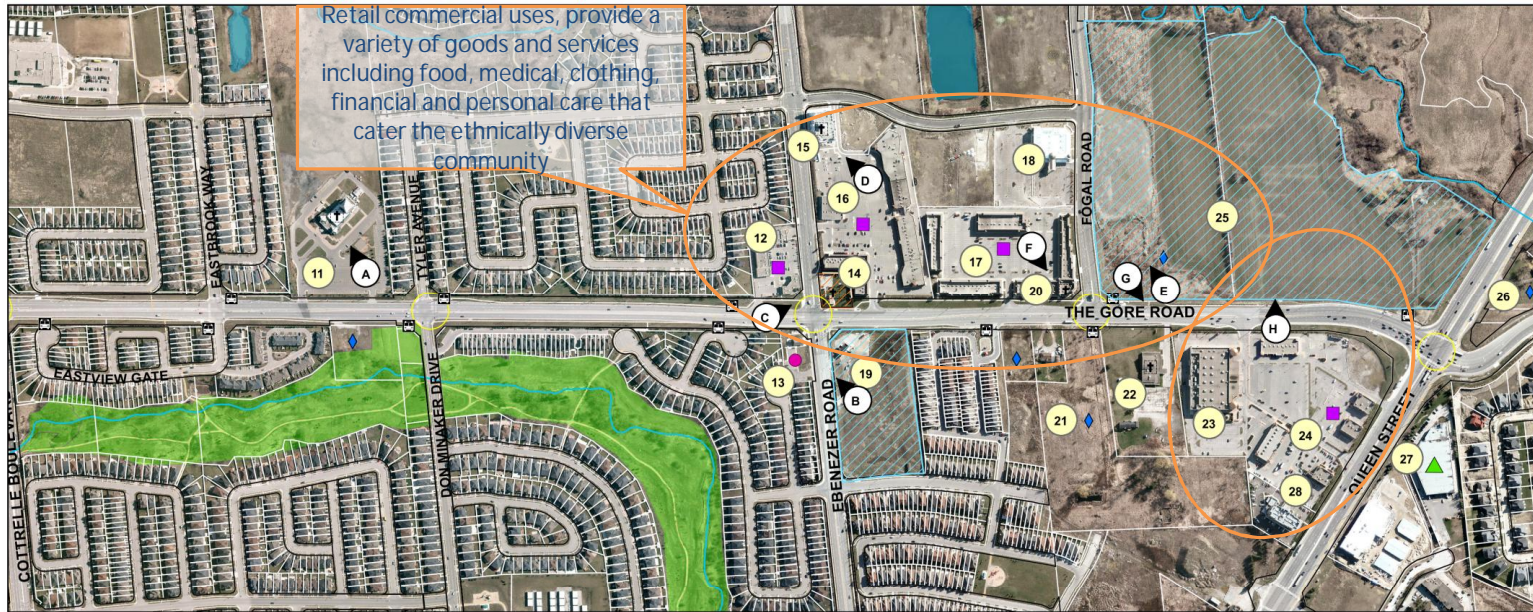 Retail commercial uses, provide a
variety of goods and services
including food, medical, clothing,
financial and personal care that
cater the ethnically diverse
community
EASTBROOK WAY
TYLER AVENUE
FOGAL ROAD
15
18
D
16
12
25
11
A
17
F
14
20
G
E
26
C
THE GORE ROAD
H
EASTVIEW GATE
13
19
B
22
21
23
24
27
28
COTTRELLE BOULEVARD
DON MINAKER DRIVE
EBENEZER ROAD
QUEEN STREET